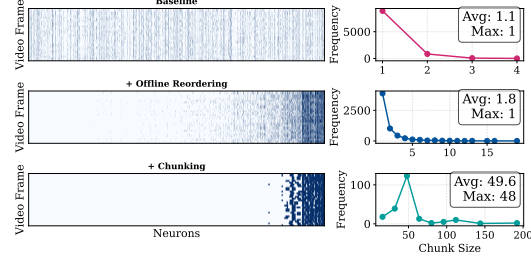 Baseline
Video Frame
Frequency
5000
0
1 2 3 4
Avg: 1.1
Max: 1
+ Offline Reordering
Video Frame
Frequency
2500
0
5 10 15
Avg: 1.8
Max: 1
+ Chunking
Video Frame
Neurons
Frequency
100
0
50 100 150 200
Chunk Size
Avg: 49.6
Max: 48